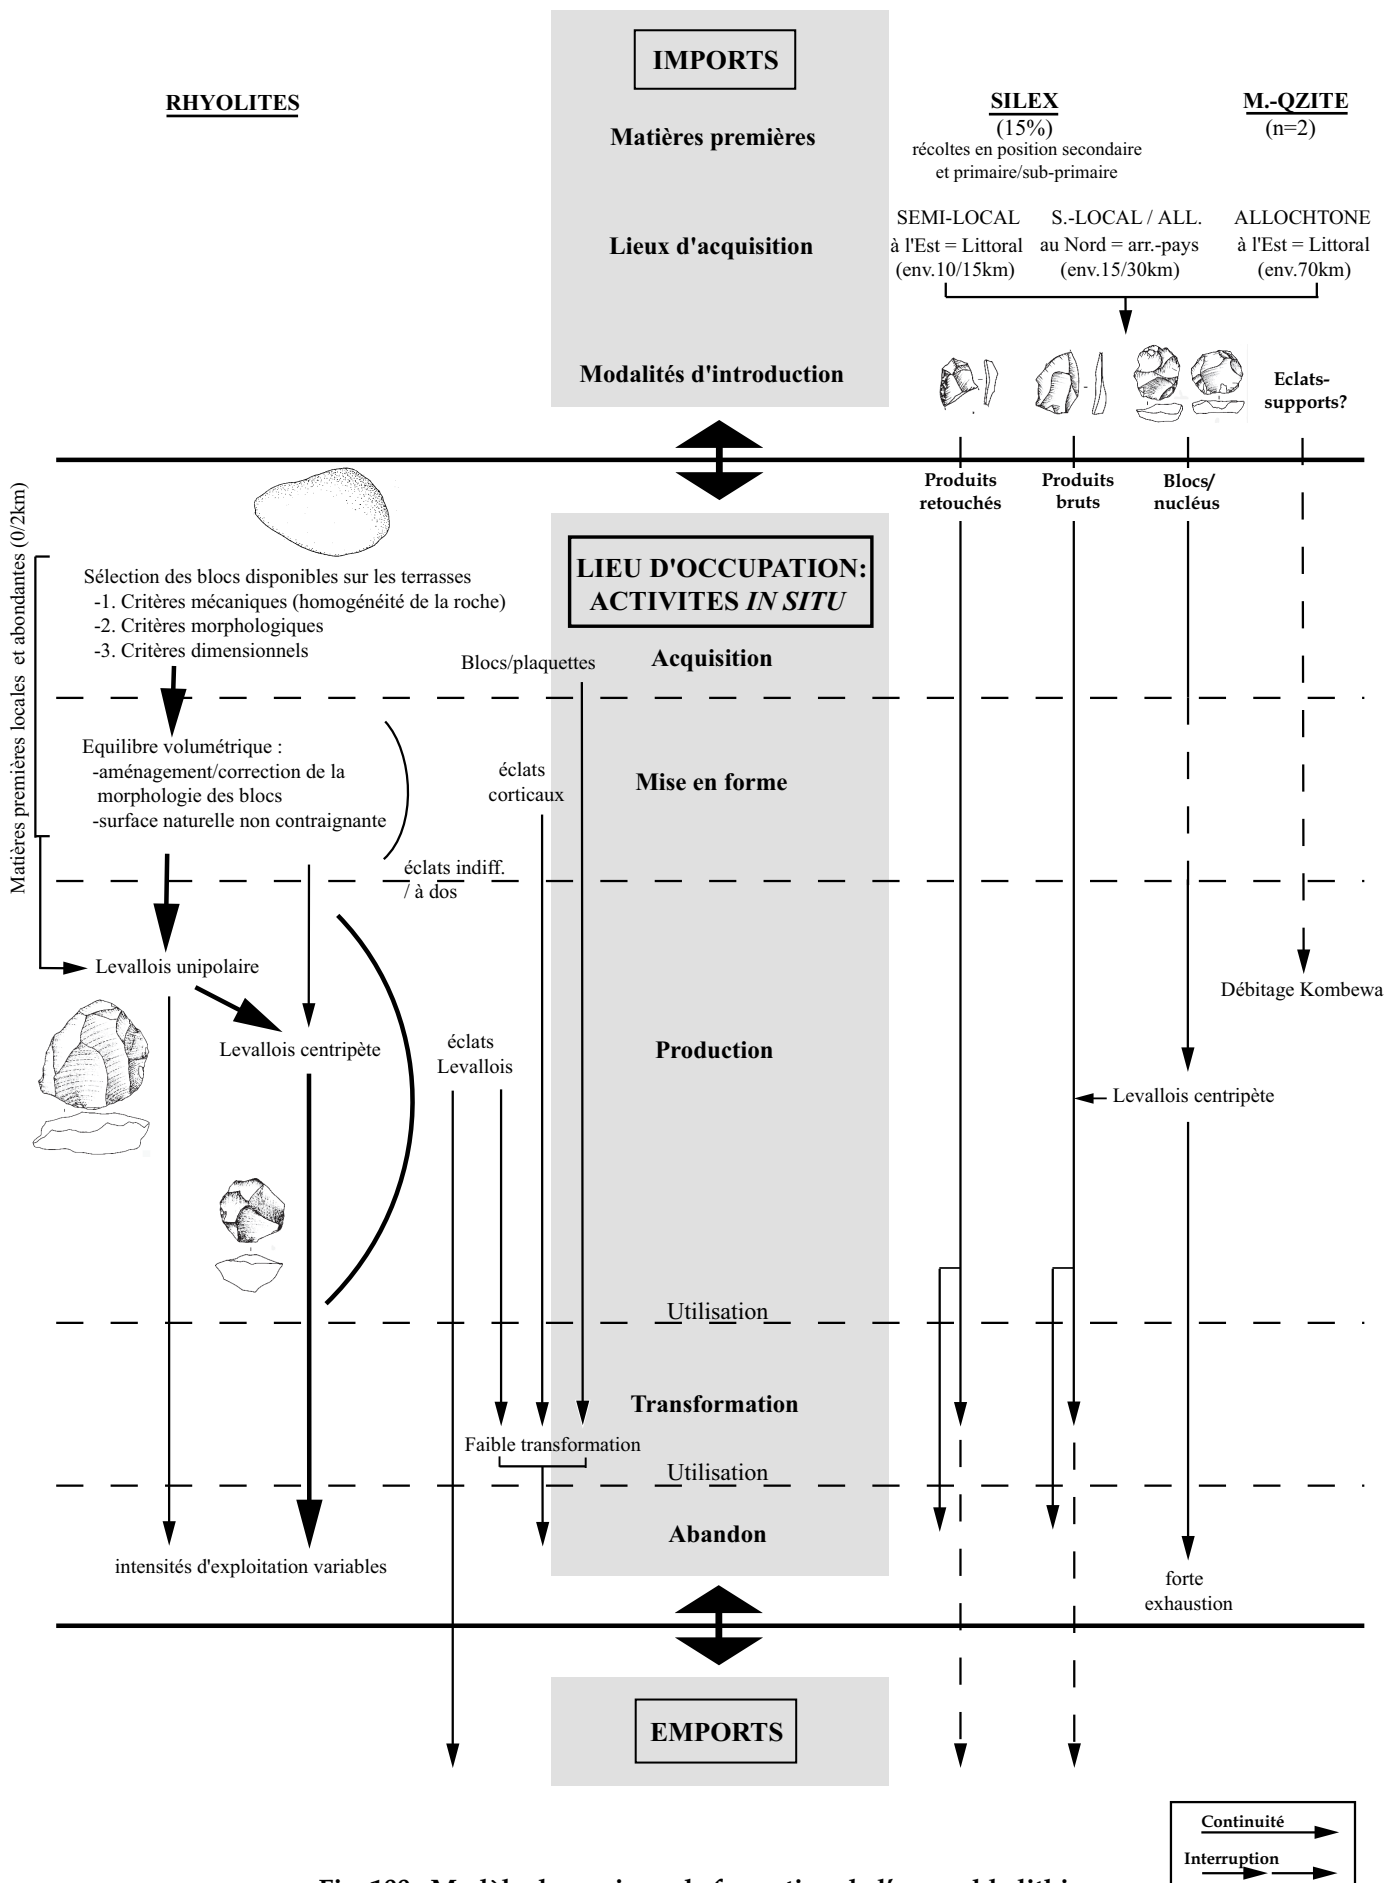 IMPORTS
RHYOLITES
SILEX
(15%)
récoltes en position secondaire
et primaire/sub-primaire
M.-QZITE
(n=2)
Matières premières
Lieux d'acquisition
SEMI-LOCAL
à l'Est = Littoral
(env.10/15km)
S.-LOCAL / ALL.
au Nord = arr.-pays
(env.15/30km)
ALLOCHTONE
à l'Est = Littoral
(env.70km)
Modalités d'introduction
Eclats-
supports?
Produits
retouchés
Produits
bruts
Blocs/
nucléus
Matières premières locales et abondantes (0/2km)
LIEU D'OCCUPATION:
ACTIVITES IN SITU
Sélection des blocs disponibles sur les terrasses
-1. Critères mécaniques (homogénéité de la roche)
-2. Critères morphologiques
-3. Critères dimensionnels
Blocs/plaquettes
Acquisition
Equilibre volumétrique :
-aménagement/correction de la
morphologie des blocs
-surface naturelle non contraignante
éclats
corticaux
Mise en forme
éclats indiff.
/ à dos
Levallois unipolaire
Débitage Kombewa
Levallois centripète
éclats
Levallois
Production
Levallois centripète
Utilisation
Transformation
Faible transformation
Utilisation
Abandon
intensités d'exploitation variables
forte
exhaustion
EMPORTS
Continuité
Interruption